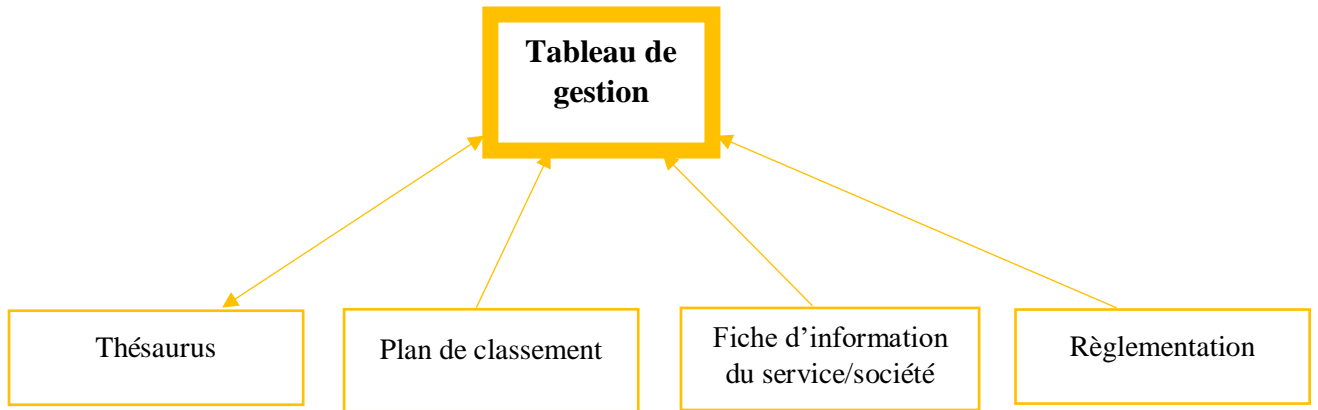 Tableau de
gestion
Thésaurus
Plan de classement
Fiche d’information
du service/société
Règlementation